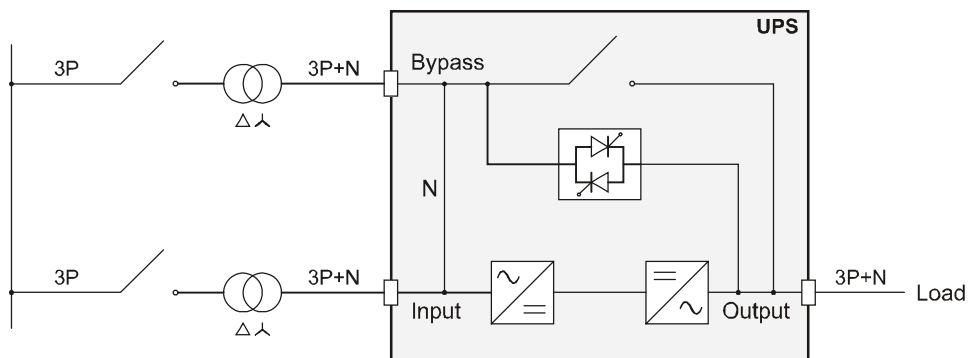 UPS
3P
3P+N
Bypass
N
3P
3P+N
Input
Output
3P+N
Load